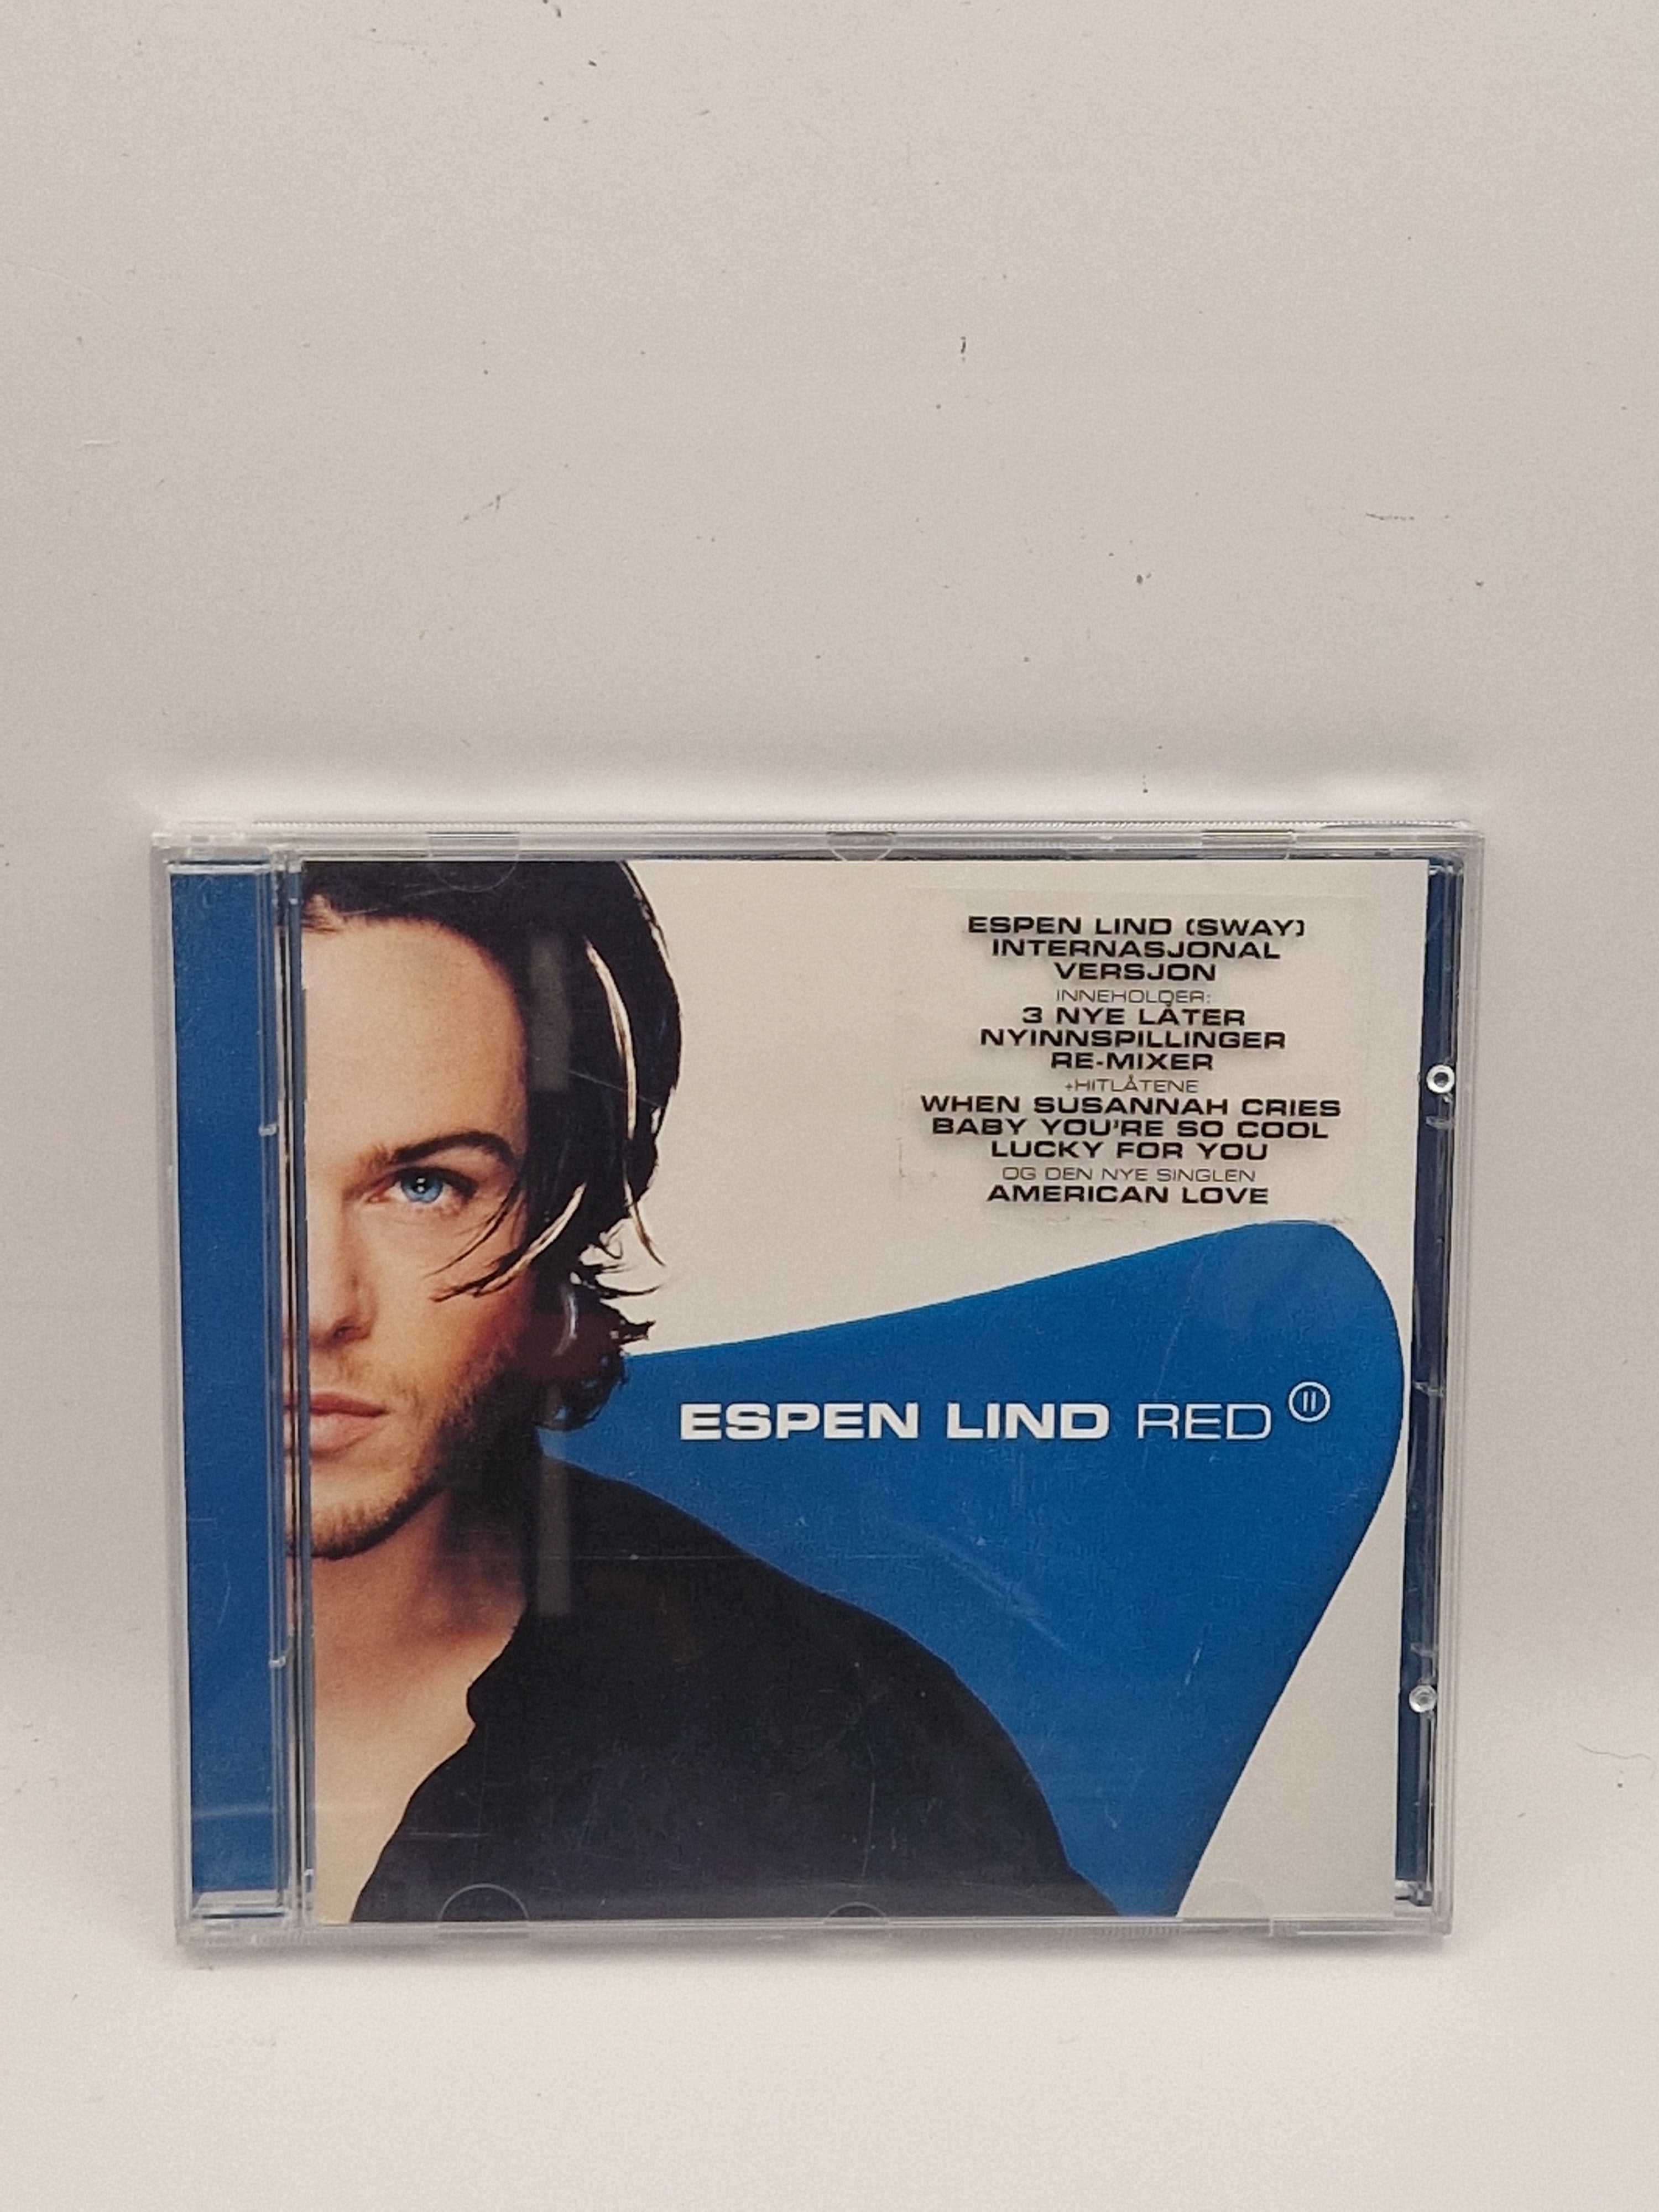 ESPEN LIND (SWAY)
INTERNASJONAL
VERSJON
INNEHOLDER:
3 NYE LÅTER
NYINNSPILLINGER
RE-MIXER
+HITLÅTENE
WHEN SUSANNAH CRIES
BABY YOU'RE SO COOL
LUCKY FOR YOU
OG DEN NYE SINGLEN
AMERICAN LOVE
ESPEN LIND RED II